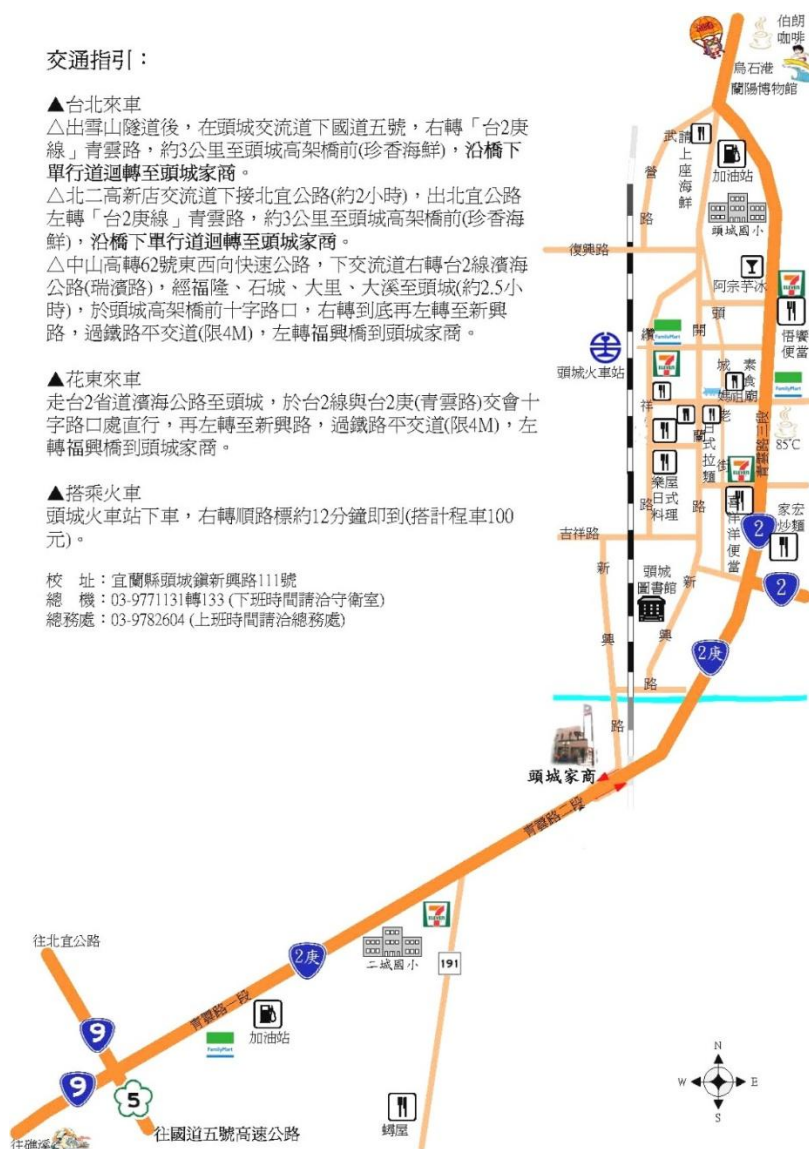 交通指引：
▲台北來車
△出雪山隧道後，在頭城交流道下國道五號，右轉「台2庚
線」青雲路，約3公里至頭城高架橋前(珍香海鮮)，沿橋下
單行道迴轉至頭城家商。
△北二高新店交流道下接北宜公路(約2小時)，出北宜公路
左轉「台2庚線」青雲路，約3公里至頭城高架橋前(珍香海
鮮)，沿橋下單行道迴轉至頭城家商。
△中山高轉62號東西向快速公路，下交流道右轉台2線濱海
公路(瑞濱路)，經福隆、石城、大里、大溪至頭城(約2.5小
時)，於頭城高架橋前十字路口，右轉到底再左轉至新興
路，過鐵路平交道(限4M)，左轉福興橋到頭城家商。
▲花東來車
走台2省道濱海公路至頭城，於台2線與台2庚(青雲路)交會十
字路口處直行，再左轉至新興路，過鐵路平交道(限4M)，左
轉福興橋到頭城家商。
▲搭乘火車
頭城火車站下車，右轉順路標約12分鐘即到(搭計程車100
元)。
校　址：宜蘭縣頭城鎮新興路111號
總　機：03-9771131轉133 (下班時間請洽守衛室)
總務處：03-9782604 (上班時間請洽總務處)
伯朗
咖啡
烏石港
蘭陽博物館
武營路
請上座海鮮
加油站
頭城國小
復興路
阿宗芋冰
7
ELEVEN
悟饗
便當
頭城老街
開蘭路
纘祥路
FamilyMart
頭城火車站
7
ELEVEN
素食
媽祖廟
FamilyMart
日式拉麵
85°C
青雲路三段
7
ELEVEN
樂屋
日式
料理
喜洋洋便當
家宏
炒麵
吉祥路
2
2
頭城
圖書館
新興路
新興路
2庚
頭城家商
青雲路二段
7
ELEVEN
二城國小
191
2庚
往北宜公路
青雲路一段
加油站
FamilyMart
9
9
5
往國道五號高速公路
往礁溪
鱒屋
N
W
E
S